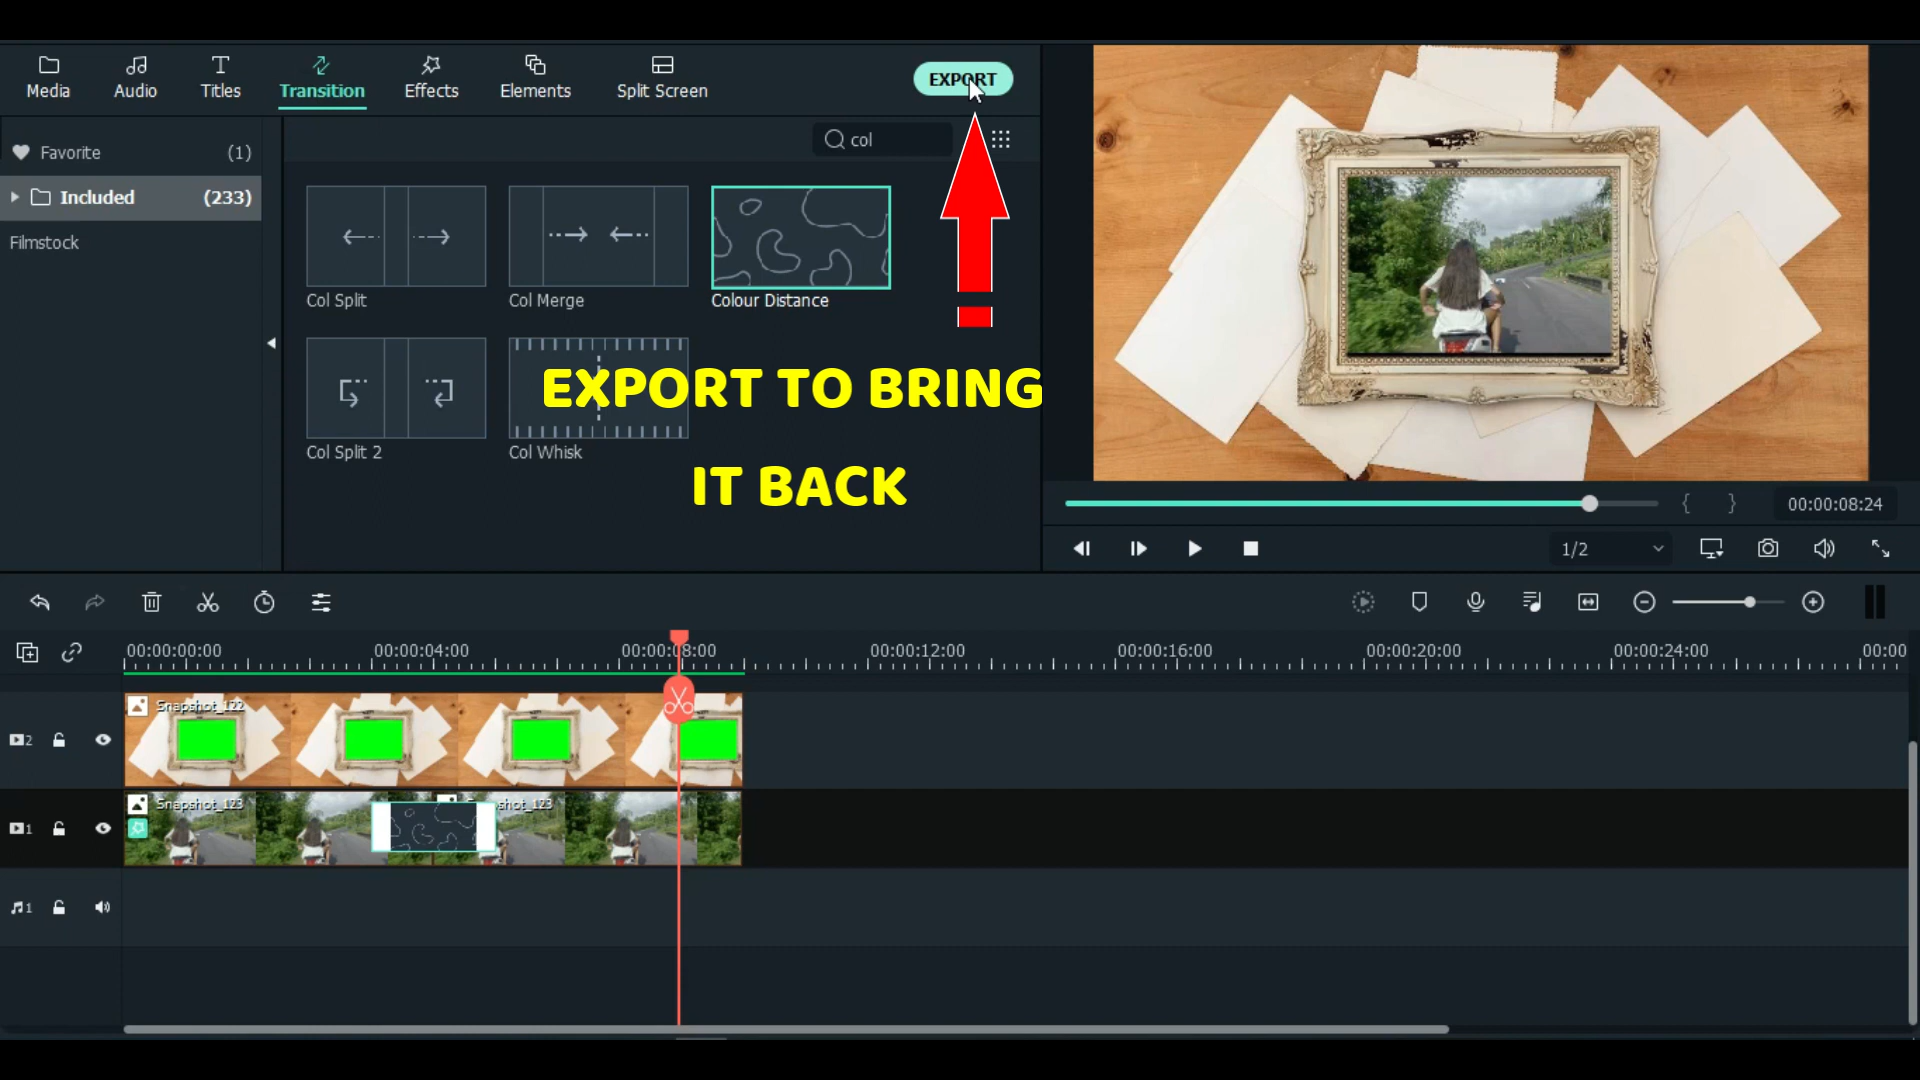 Media
Audio
Titles
Transition
Effects
Elements
Split Screen
EXPORT
Favorite (1)
Included (233)
Filmstock
col
Col Split
Col Merge
Colour Distance
Col Split 2
Col Whisk
EXPORT TO BRING
IT BACK
{ }
00:00:08:24
1/2
00:00:00:00
00:00:04:00
00:00:08:00
00:00:12:00
00:00:16:00
00:00:20:00
00:00:24:00
00:00
2
Snapshot_122
1
Snapshot_123
shot_123
1